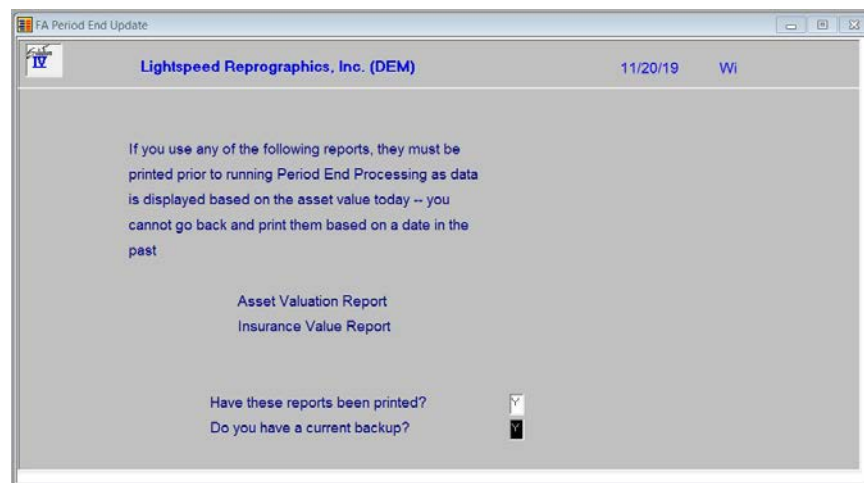 FA Period End Update
IV
Lightspeed Reprographics, Inc. (DEM) 11/20/19 Wi
If you use any of the following reports, they must be
printed prior to running Period End Processing as data
is displayed based on the asset value today -- you
cannot go back and print them based on a date in the
past
Asset Valuation Report
Insurance Value Report
Have these reports been printed? Y
Do you have a current backup? Y